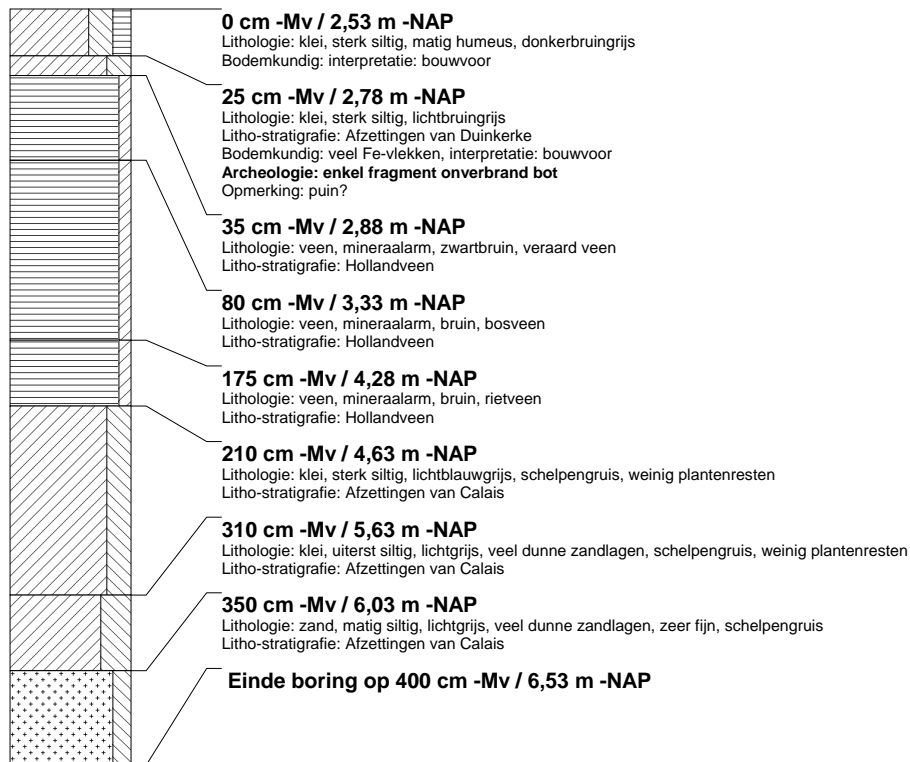 0 cm -Mv / 2,53 m -NAP
Lithologie: klei, sterk siltig, matig humeus, donkerbruingrijs
Bodemkundig: interpretatie: bouwvoor
25 cm -Mv / 2,78 m -NAP
Lithologie: klei, sterk siltig, lichtbruingrijs
Litho-stratigrafie: Afzettingen van Duinkerke
Bodemkundig: veel Fe-vlekken, interpretatie: bouwvoor
Archeologie: enkel fragment onverbrand bot
Opmerking: puin?
35 cm -Mv / 2,88 m -NAP
Lithologie: veen, mineraalarm, zwartbruin, veraard veen
Litho-stratigrafie: Hollandveen
80 cm -Mv / 3,33 m -NAP
Lithologie: veen, mineraalarm, bruin, bosveen
Litho-stratigrafie: Hollandveen
175 cm -Mv / 4,28 m -NAP
Lithologie: veen, mineraalarm, bruin, rietveen
Litho-stratigrafie: Hollandveen
210 cm -Mv / 4,63 m -NAP
Lithologie: klei, sterk siltig, lichtblauwgrijs, schelpengruis, weinig plantenresten
Litho-stratigrafie: Afzettingen van Calais
310 cm -Mv / 5,63 m -NAP
Lithologie: klei, uiterst siltig, lichtgrijs, veel dunne zandlagen, schelpengruis, weinig plantenresten
Litho-stratigrafie: Afzettingen van Calais
350 cm -Mv / 6,03 m -NAP
Lithologie: zand, matig siltig, lichtgrijs, veel dunne zandlagen, zeer fijn, schelpengruis
Litho-stratigrafie: Afzettingen van Calais
Einde boring op 400 cm -Mv / 6,53 m -NAP